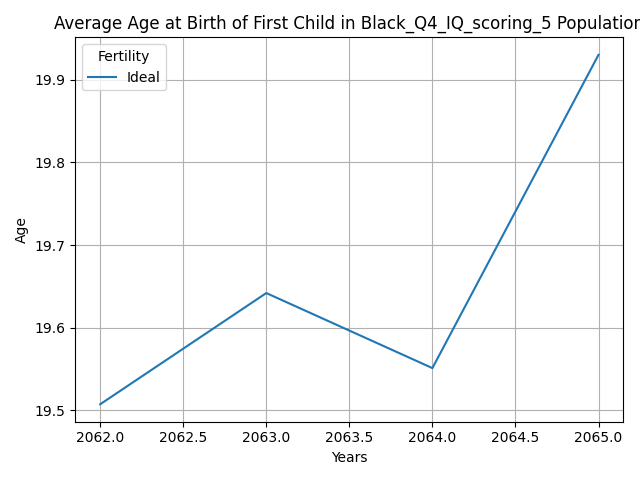 Average Age at Birth of First Child in Black_Q4_IQ_scoring_5 Population
Fertility
Ideal
19.9
19.8
19.7
19.6
19.5
Age
2062.0 2062.5 2063.0 2063.5 2064.0 2064.5 2065.0
Years